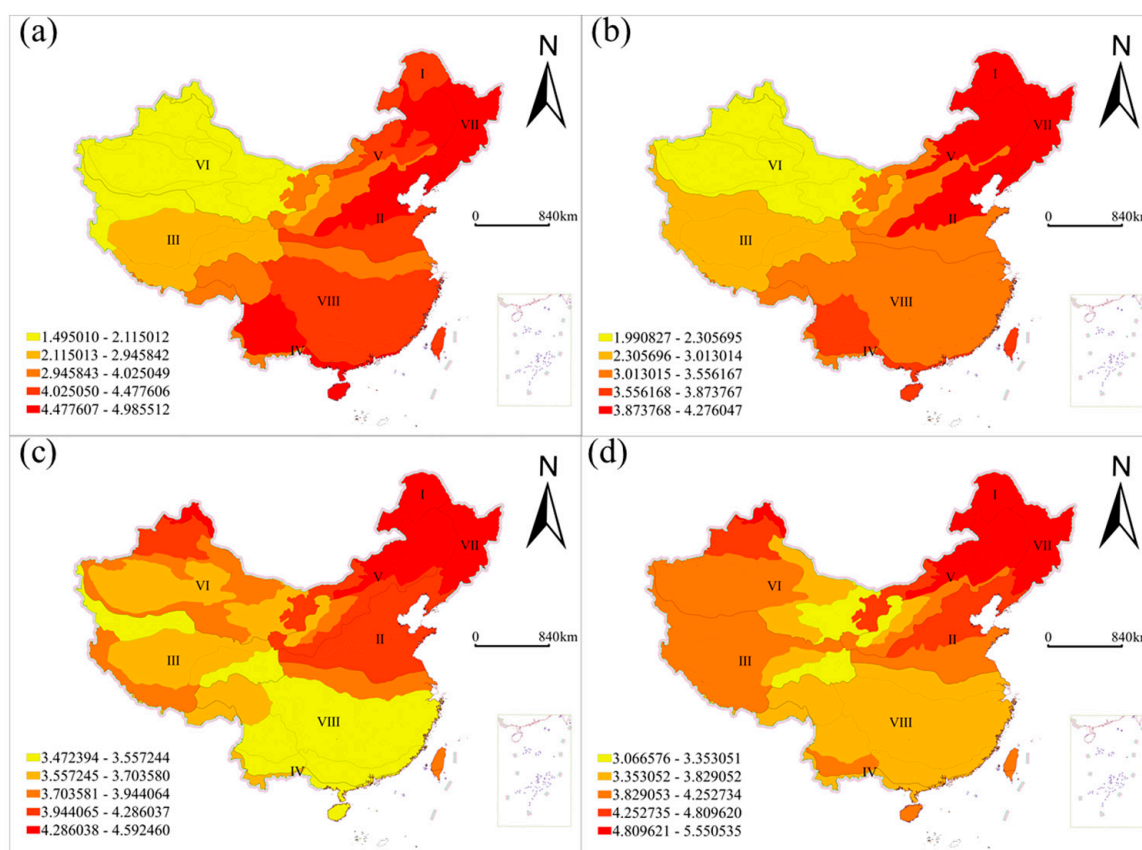 (a)
N
I
VII
V
VI
II
0 840km
III
VIII
IV
1.495010 - 2.115012
2.115013 - 2.945842
2.945843 - 4.025049
4.025050 - 4.477606
4.477607 - 4.985512
(b)
N
I
VII
V
VI
II
0 840km
III
VIII
IV
1.990827 - 2.305695
2.305696 - 3.013014
3.013015 - 3.556167
3.556168 - 3.873767
3.873768 - 4.276047
(c)
N
I
VII
V
VI
II
0 840km
III
VIII
IV
3.472394 - 3.557244
3.557245 - 3.703580
3.703581 - 3.944064
3.944065 - 4.286037
4.286038 - 4.592460
(d)
N
I
VII
V
VI
II
0 840km
III
VIII
IV
3.066576 - 3.353051
3.353052 - 3.829052
3.829053 - 4.252734
4.252735 - 4.809620
4.809621 - 5.550535